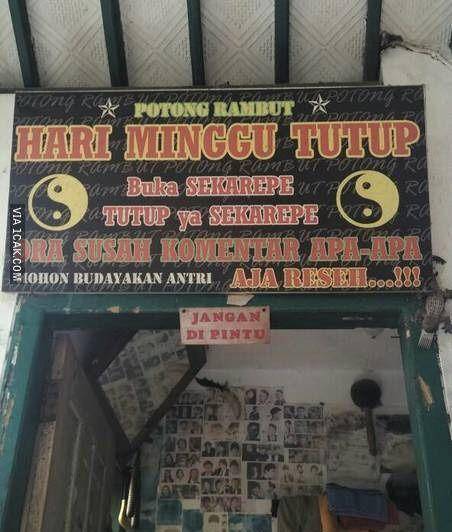 POTONG RAMBUT
HARI MINGGU TUTUP
Buka SEKAREPE
TUTUP ya SEKAREPE
ORA SUSAH KOMENTAR APA-APA
MOHON BUDAYAKAN ANTRI AJA RESEH...!!!
JANGAN
DI PINTU
VIA 1CAK.COM